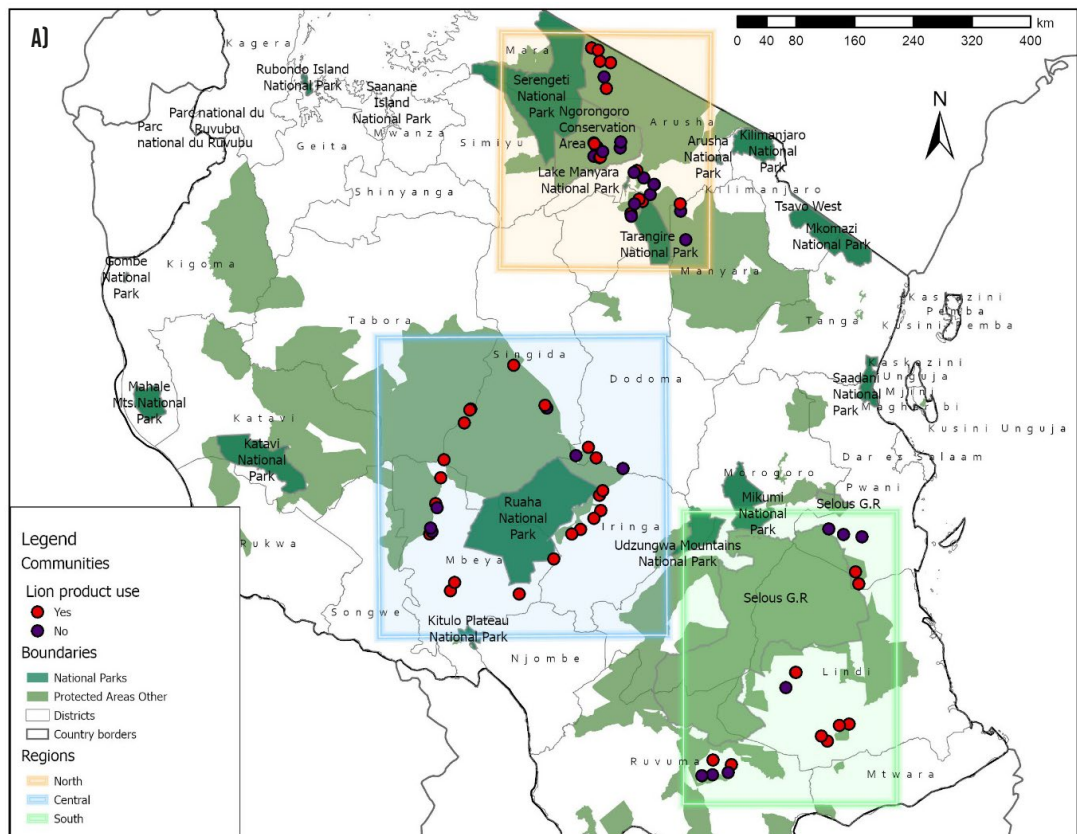 A)
km
0 40 80 160 240 320 400
N
Kagera
Mara
Rubondo Island
National Park
Saanane
Island
National Park
Serengeti
National
Park
Parc national du
Ruvubu
Parc
national du Ruvubu
Mwanza
Geita
Simiyu
Ngorongoro
Conservation
Area
Arusha
Arusha
National
Park
Kilimanjaro
National
Park
Lake Manyara
National Park
Kilimanjaro
Shinyanga
Tsavo West
Mkomazi
National Park
Tarangire
National Park
Gombe
National
Park
Kigoma
Manyara
Kaskazini
Pemba
Kusini Pemba
Tanga
Tabora
Singida
Dodoma
Kaskazini
Unguja
Mjini
Magharibi
Kusini Unguja
Saadani
National
Park
Mahale
Mts.National
Park
Katavi
Katavi
National
Park
Dar es Salaam
Morogoro
Pwani
Mikumi
National
Park
Selous G.R
Ruaha
National
Park
Iringa
Udzungwa Mountains
National Park
Rukwa
Mbeya
Selous G.R
Songwe
Kitulo Plateau
National Park
Njombe
Lindi
Ruvuma
Mtwara
Legend
Communities
Lion product use
Yes
No
Boundaries
National Parks
Protected Areas Other
Districts
Country borders
Regions
North
Central
South